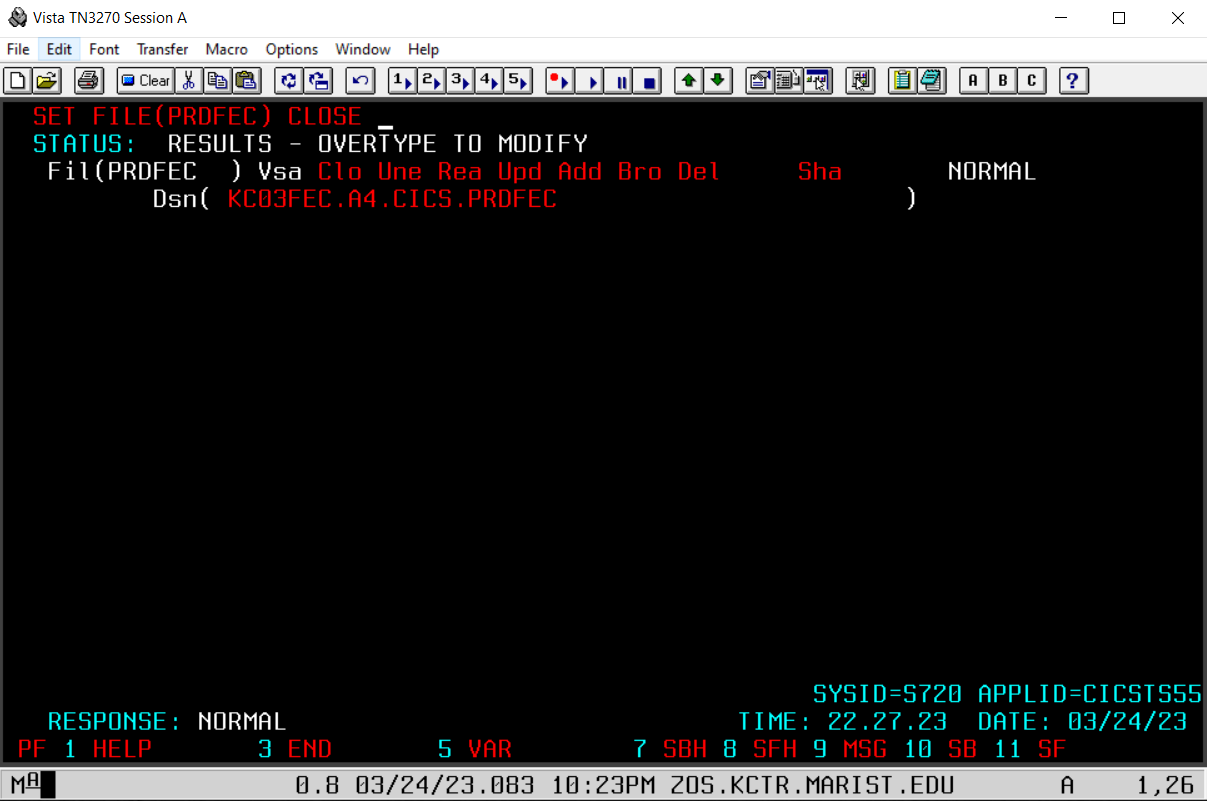 Vista TN3270 Session A
File Edit Font Transfer Macro Options Window Help
Clear 1 2 3 4 5 A B C ?
SET FILE(PRDFEC) CLOSE _
STATUS: RESULTS - OVERTYPE TO MODIFY
Fil(PRDFEC ) Vsa Clo Une Rea Upd Add Bro Del Sha NORMAL
Dsn( KC03FEC.A4.CICS.PRDFEC )
SYSID=S720 APPLID=CICSTS55
RESPONSE: NORMAL TIME: 22.27.23 DATE: 03/24/23
PF 1 HELP 3 END 5 VAR 7 SBH 8 SFH 9 MSG 10 SB 11 SF
MA 0.8 03/24/23.083 10:23PM ZOS.KCTR.MARIST.EDU A 1,26